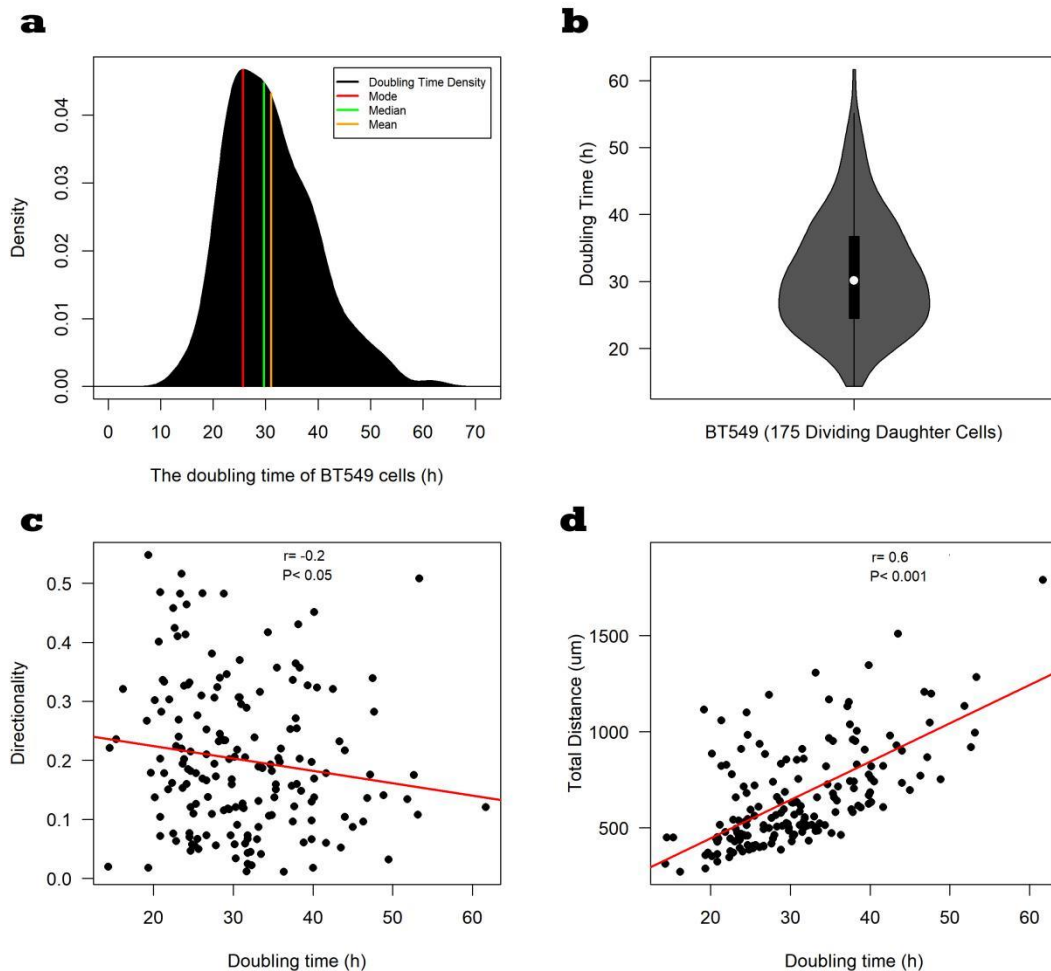 a
Density
0.00
0.01
0.02
0.03
0.04
Doubling Time Density
Mode
Median
Mean
0 10 20 30 40 50 60 70
The doubling time of BT549 cells (h)
b
Doubling Time (h)
60
50
40
30
20
BT549 (175 Dividing Daughter Cells)
c
r= -0.2
P< 0.05
Directionality
0.5
0.4
0.3
0.2
0.1
0.0
20 30 40 50 60
Doubling time (h)
d
r= 0.6
P< 0.001
Total Distance (um)
1500
1000
500
20 30 40 50 60
Doubling time (h)